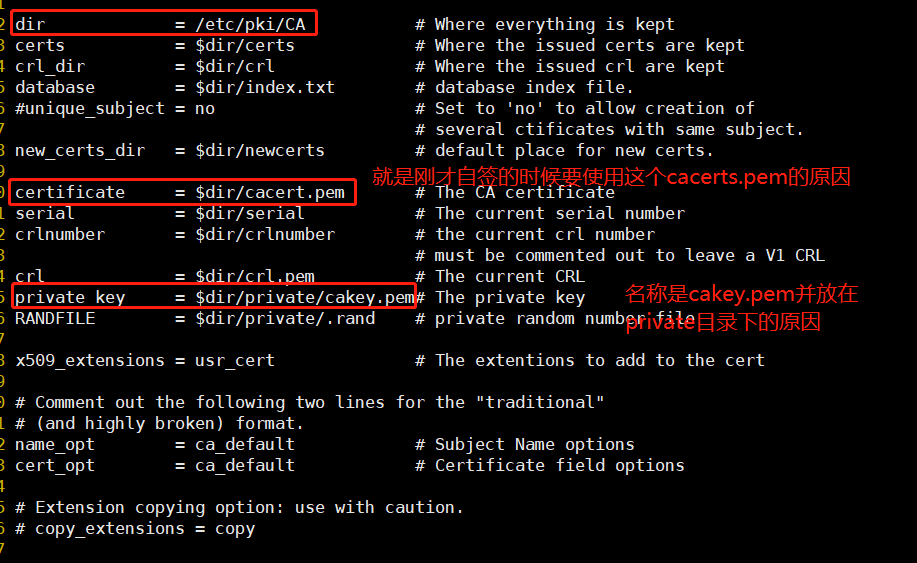 dir = /etc/pki/CA # Where everything is kept
certs = $dir/certs # Where the issued certs are kept
crl_dir = $dir/crl # Where the issued crl are kept
database = $dir/index.txt # database index file.
#unique_subject = no # Set to 'no' to allow creation of
# several ctificates with same subject.
new_certs_dir = $dir/newcerts # default place for new certs.
就是刚才自签的时候要使用这个cacerts.pem的原因
certificate = $dir/cacert.pem # The CA certificate
serial = $dir/serial # The current serial number
crlnumber = $dir/crlnumber # the current crl number
# must be commented out to leave a V1 CRL
crl = $dir/crl.pem # The current CRL
private_key = $dir/private/cakey.pem# The private key
名称是cakey.pem并放在
RANDFILE = $dir/private/.rand # private random number file
private目录下的原因
x509_extensions = usr_cert # The extentions to add to the cert
# Comment out the following two lines for the "traditional"
# (and highly broken) format.
name_opt = ca_default # Subject Name options
cert_opt = ca_default # Certificate field options
# Extension copying option: use with caution.
# copy_extensions = copy